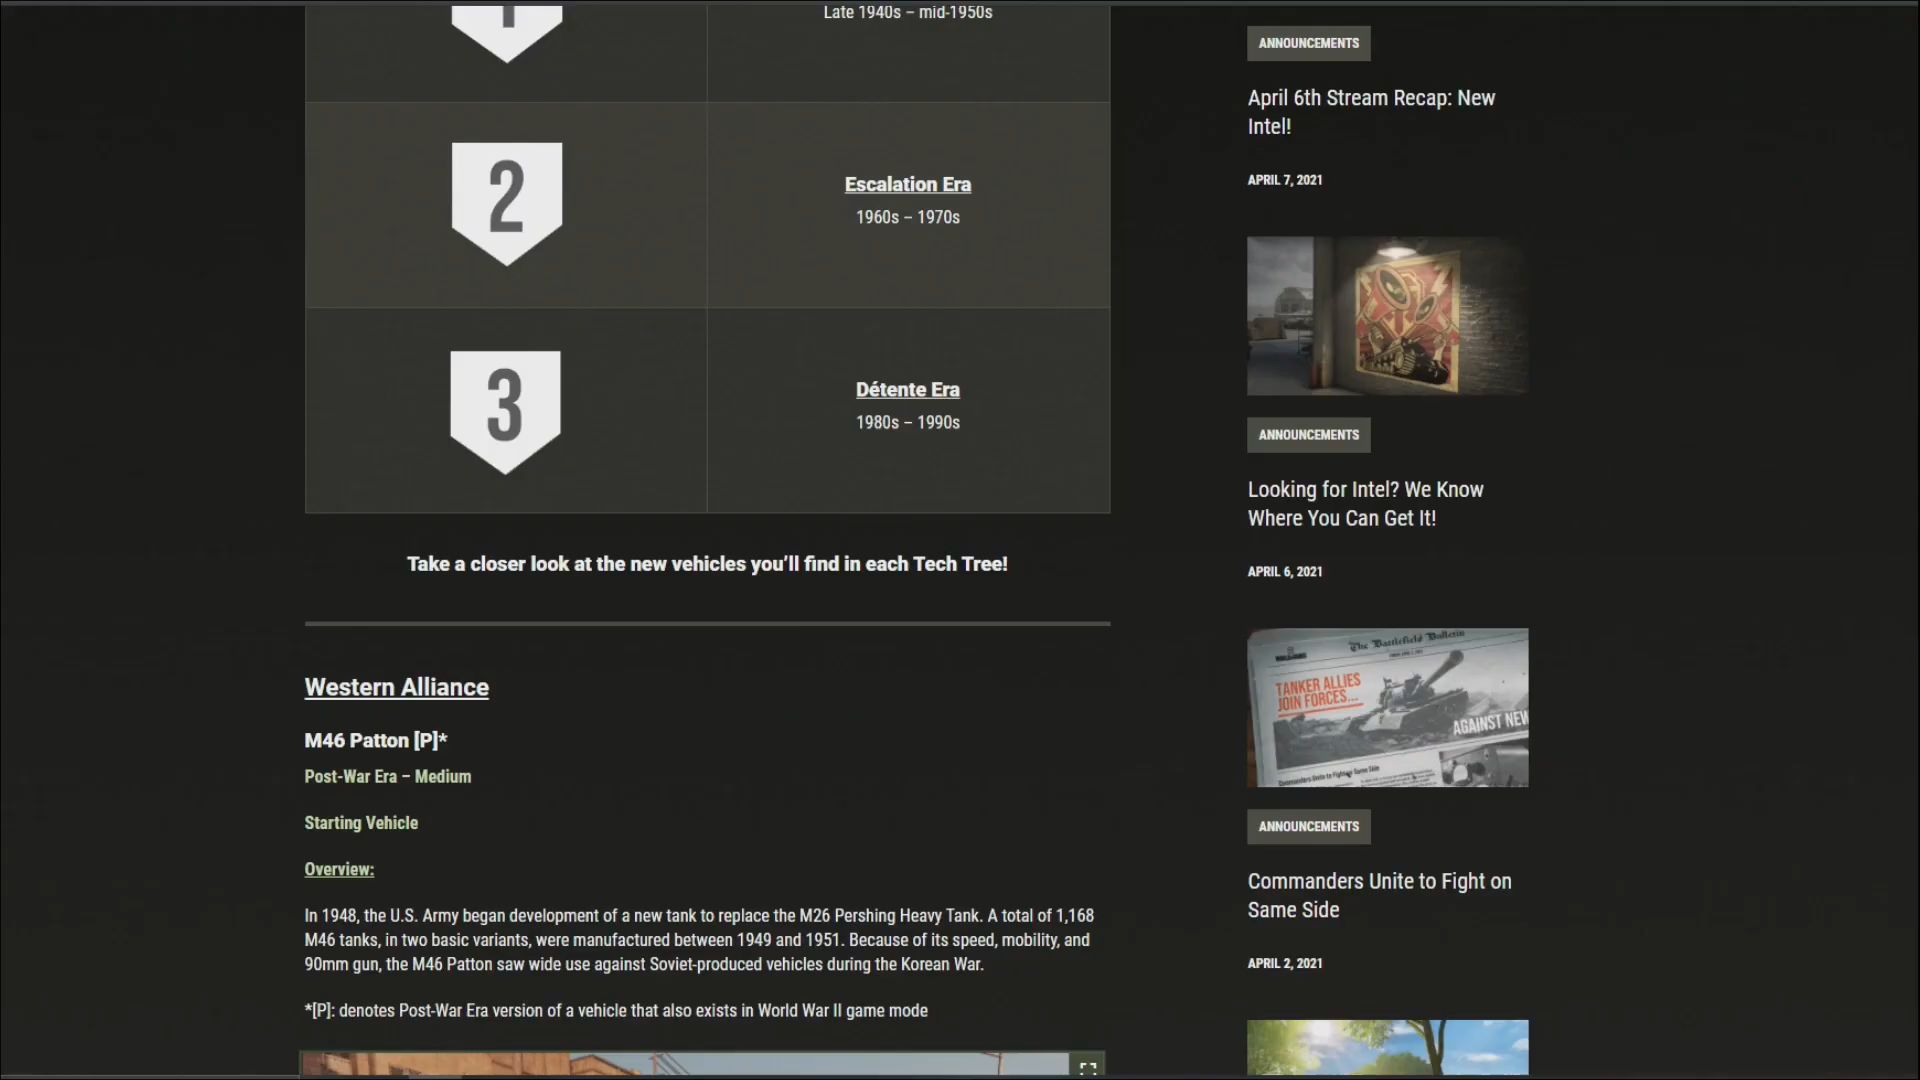 Late 1940s – mid-1950s
2
Escalation Era
1960s – 1970s
3
Détente Era
1980s – 1990s
Take a closer look at the new vehicles you’ll find in each Tech Tree!
Western Alliance
M46 Patton [P]*
Post-War Era – Medium
Starting Vehicle
Overview:
In 1948, the U.S. Army began development of a new tank to replace the M26 Pershing Heavy Tank. A total of 1,168
M46 tanks, in two basic variants, were manufactured between 1949 and 1951. Because of its speed, mobility, and
90mm gun, the M46 Patton saw wide use against Soviet-produced vehicles during the Korean War.
*[P]: denotes Post-War Era version of a vehicle that also exists in World War II game mode
ANNOUNCEMENTS
April 6th Stream Recap: New
Intel!
APRIL 7, 2021
ANNOUNCEMENTS
Looking for Intel? We Know
Where You Can Get It!
APRIL 6, 2021
The Battlefield Bulletin
TANKER ALLIES
JOIN FORCES...
AGAINST NEW
Commanders Unite to Fight on Same Side
ANNOUNCEMENTS
Commanders Unite to Fight on
Same Side
APRIL 2, 2021